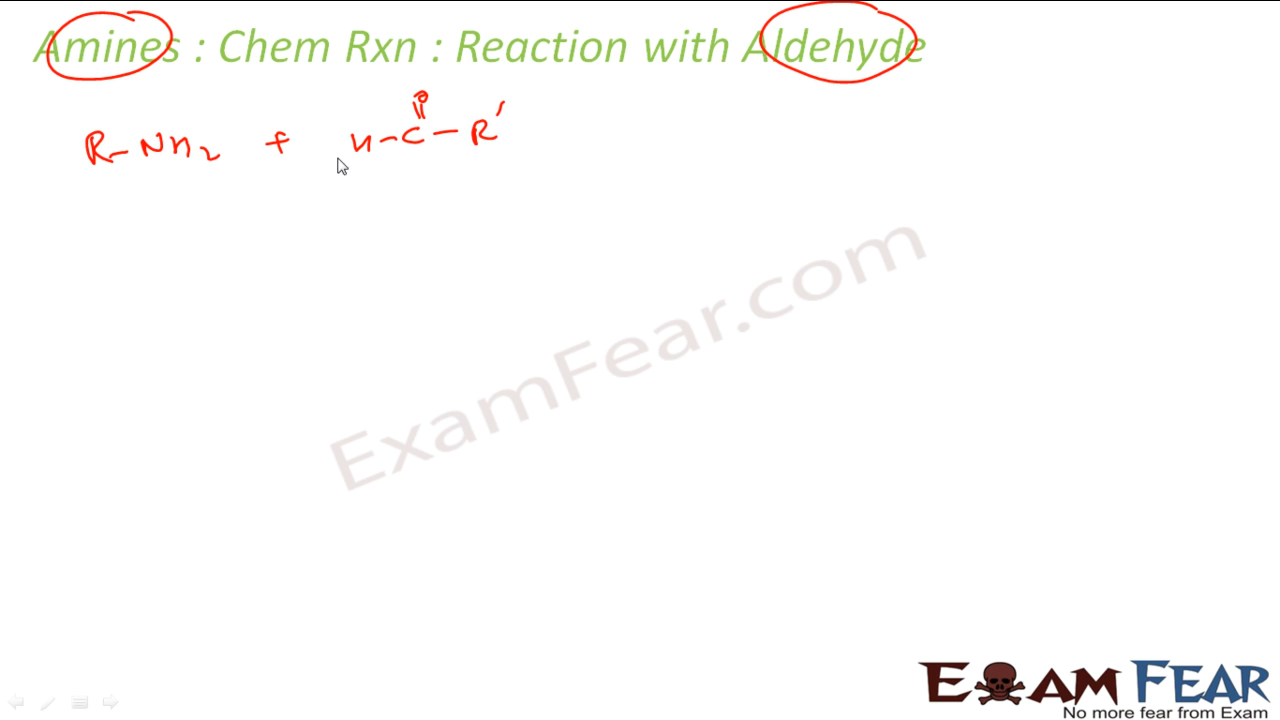 Amines : Chem Rxn : Reaction with Aldehyde
O
R-NH2 + H-C-R'
ExamFear.com
EXAM FEAR
No more fear from Exam